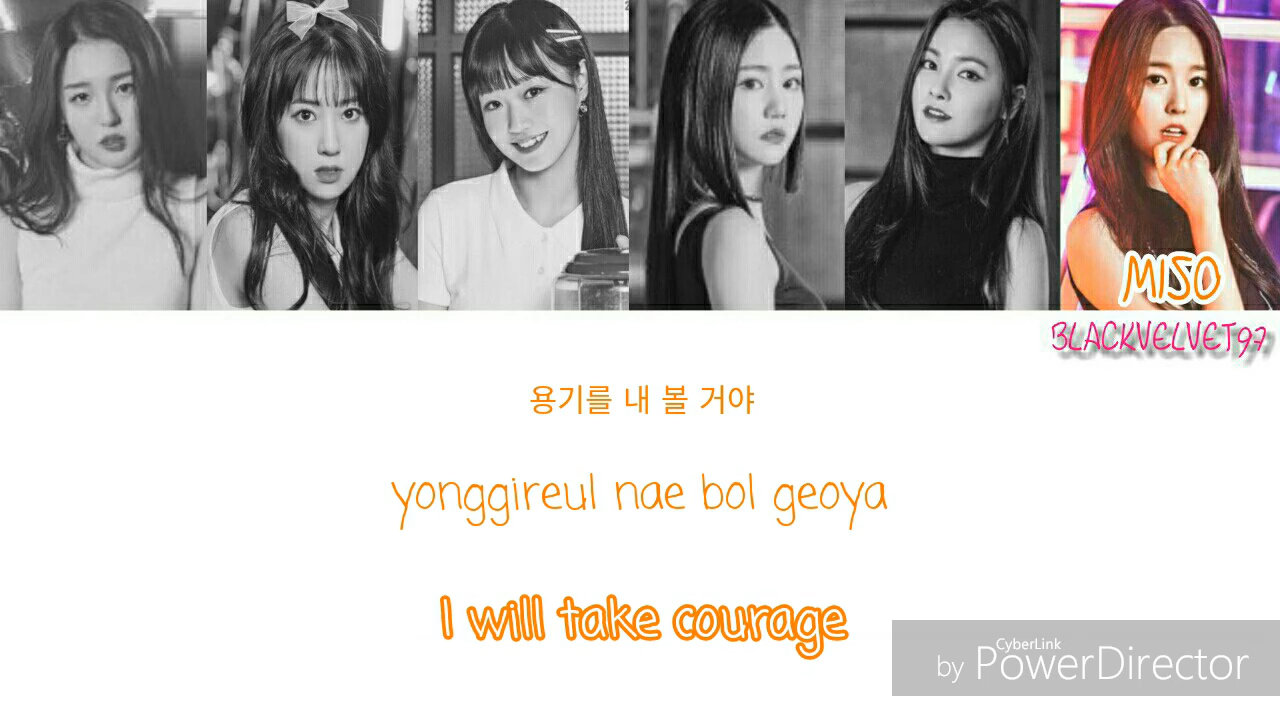 MISO
BLACKVELVET97
용기를 내 볼 거야
yonggireul nae bol geoya
I will take courage
CyberLink
by PowerDirector